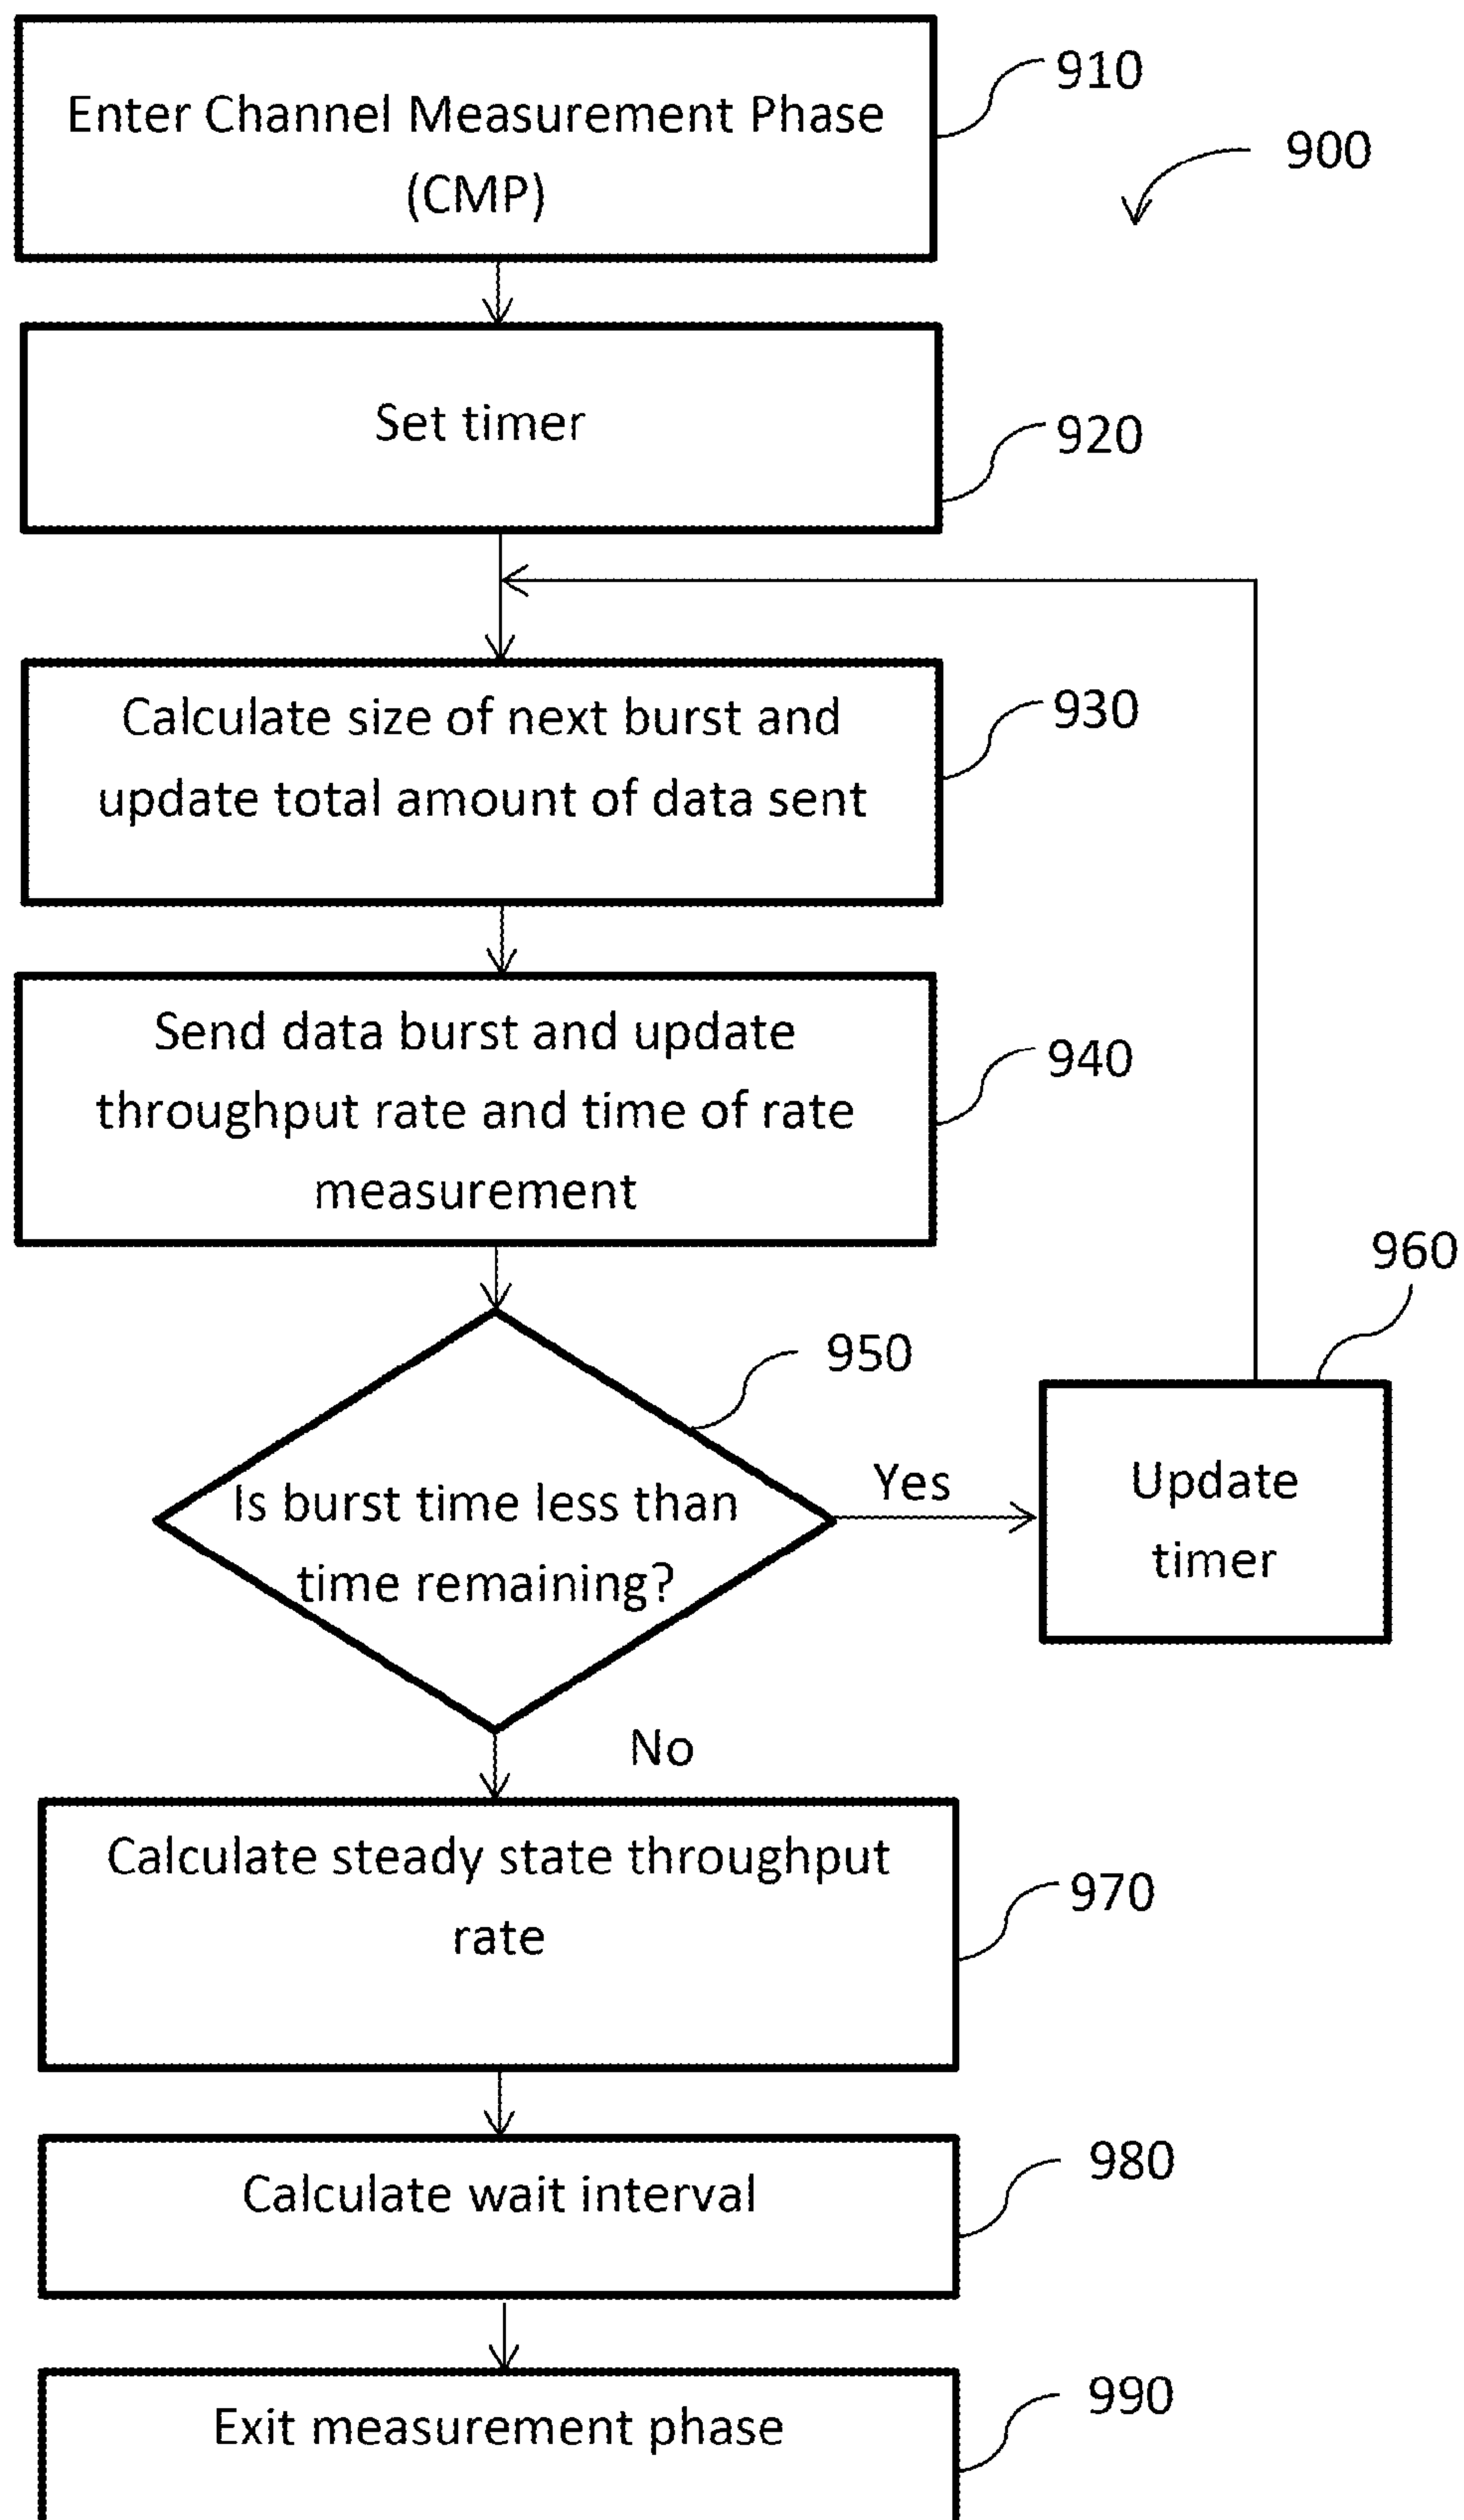 Enter Channel Measurement Phase
(CMP)
910
900
Set timer
920
Calculate size of next burst and
update total amount of data sent
930
Send data burst and update
throughput rate and time of rate
measurement
940
950
Is burst time less than
time remaining?
Yes
960
Update
timer
No
Calculate steady state throughput
rate
970
Calculate wait interval
980
Exit measurement phase
990